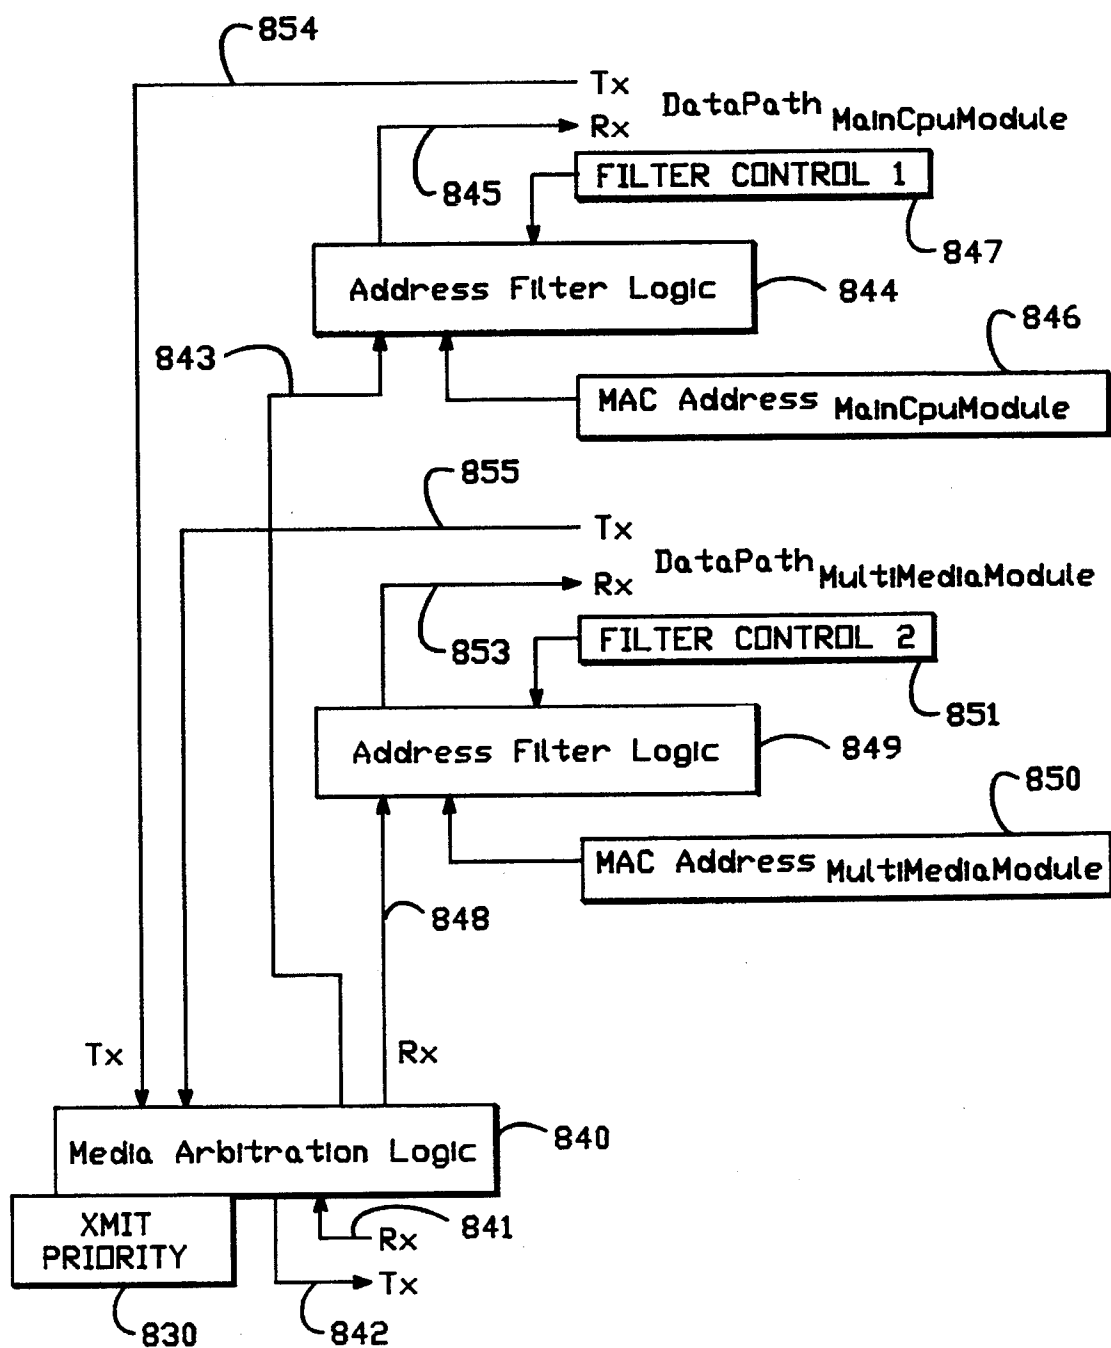 854
Tx
DataPath MainCpuModule
Rx
845
FILTER CONTROL 1
847
Address Filter Logic
844
846
843
MAC Address MainCpuModule
855
Tx
DataPath MultiMediaModule
Rx
853
FILTER CONTROL 2
851
Address Filter Logic
849
850
MAC Address MultiMediaModule
848
Tx
Rx
Media Arbitration Logic
840
XMIT
PRIORITY
Rx
841
Tx
830
842